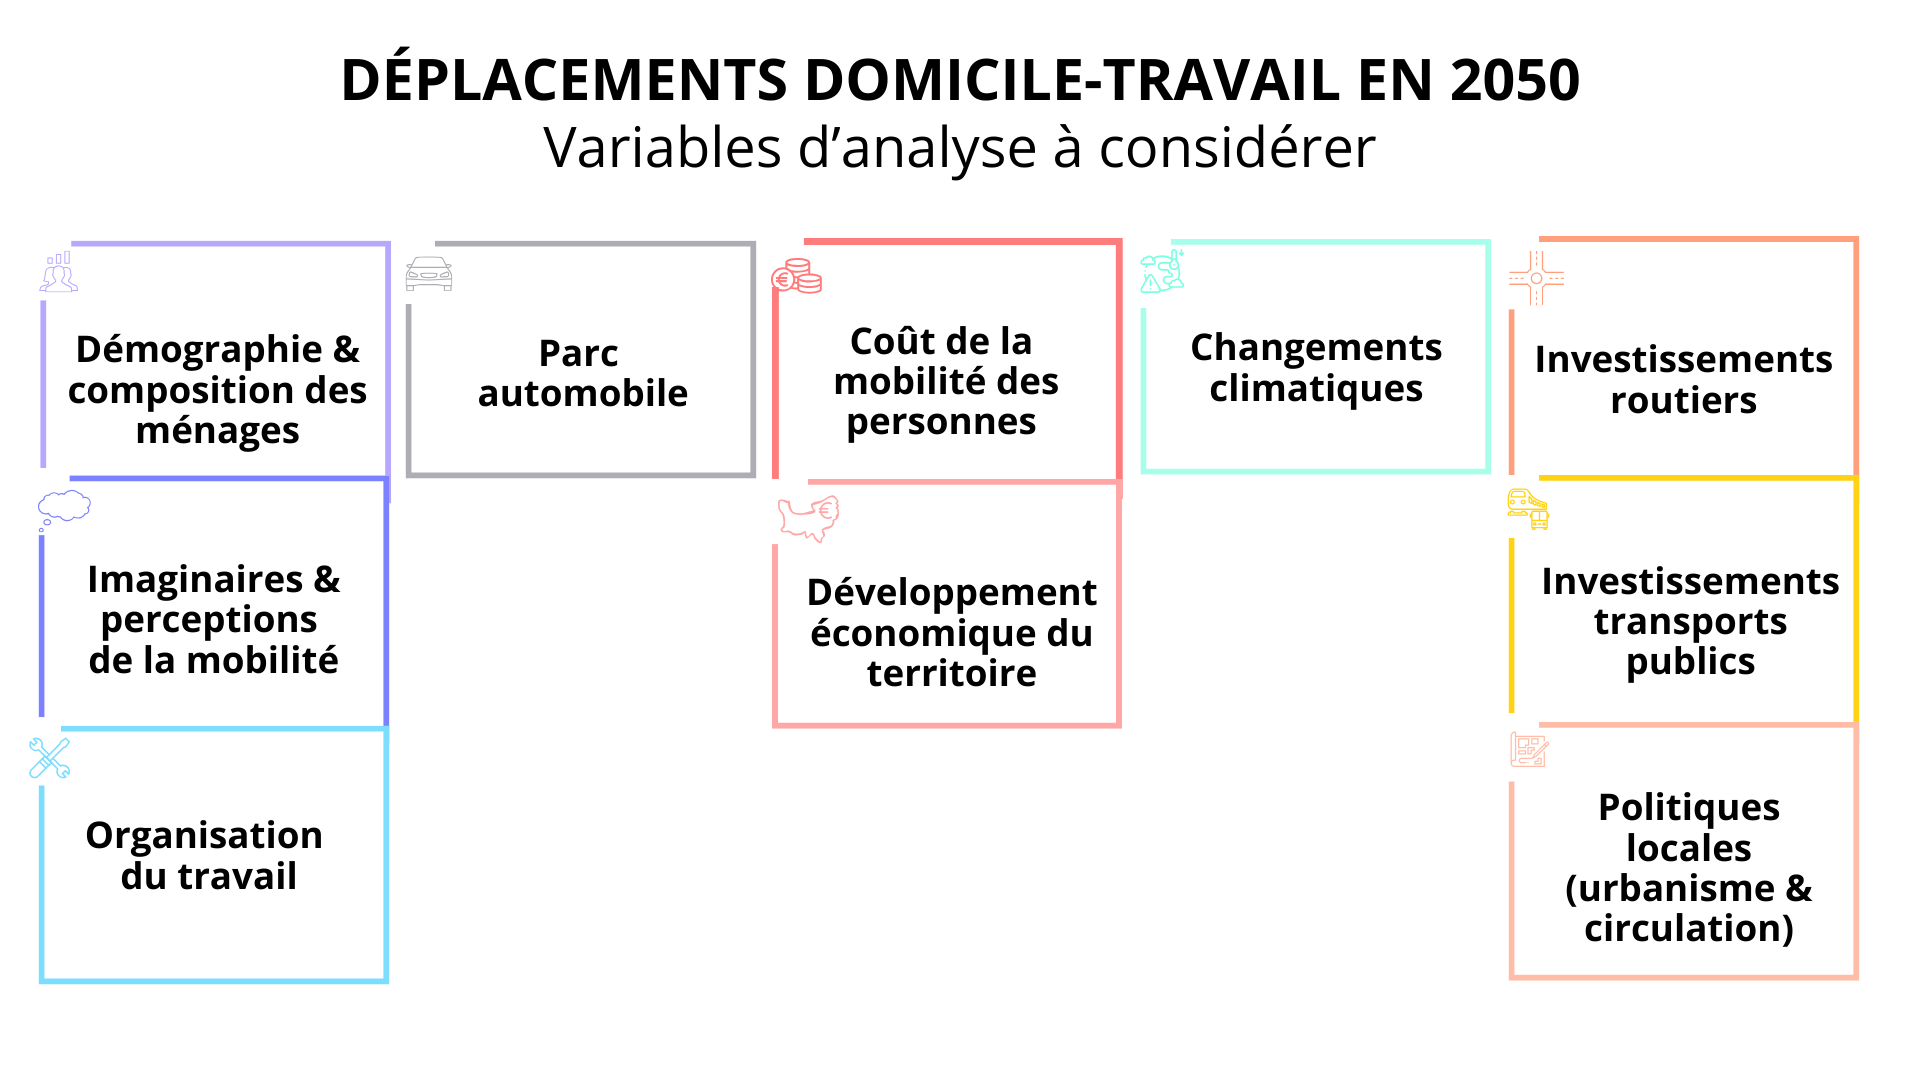 DÉPLACEMENTS DOMICILE-TRAVAIL EN 2050
Variables d’analyse à considérer
Démographie &
composition des
ménages
Imaginaires &
perceptions
de la mobilité
Organisation
du travail
Parc
automobile
Coût de la
mobilité des
personnes
Développement
économique du
territoire
Changements
climatiques
Investissements
routiers
Investissements
transports
publics
Politiques
locales
(urbanisme &
circulation)